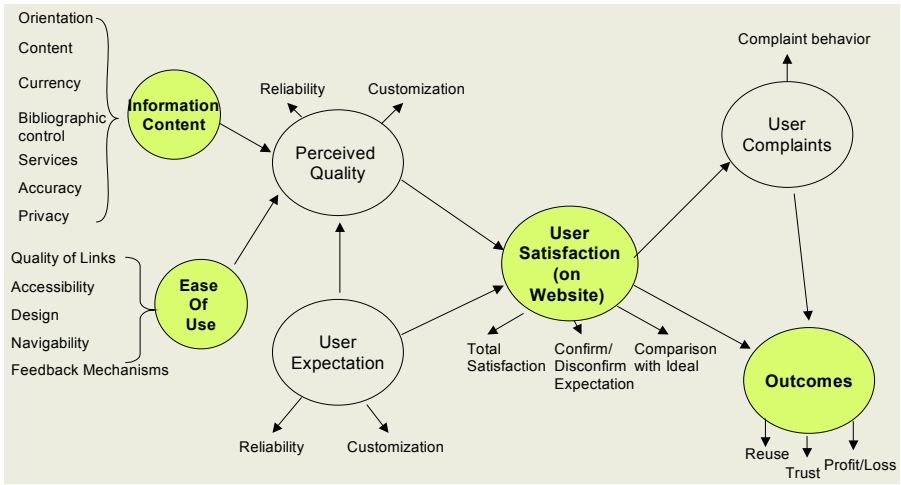 Orientation
Content
Currency
Bibliographic
control
Services
Accuracy
Privacy
Information
Content
Quality of Links
Accessibility
Design
Navigability
Feedback Mechanisms
Ease
Of
Use
Reliability
Customization
Perceived
Quality
User
Expectation
Reliability
Customization
User
Satisfaction
(on
Website)
Total
Satisfaction
Confirm/
Disconfirm
Expectation
Comparison
with Ideal
Complaint behavior
User
Complaints
Outcomes
Reuse
Trust
Profit/Loss